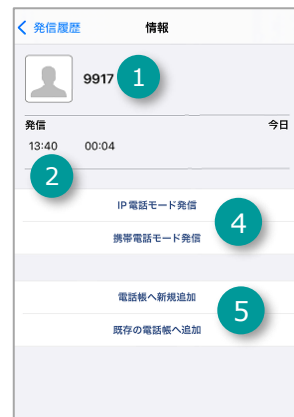 発信履歴 情報
9917 1
発信 今日
13:40 00:04
2
IP電話モード発信
4
携帯電話モード発信
電話帳へ新規追加
5
既存の電話帳へ追加